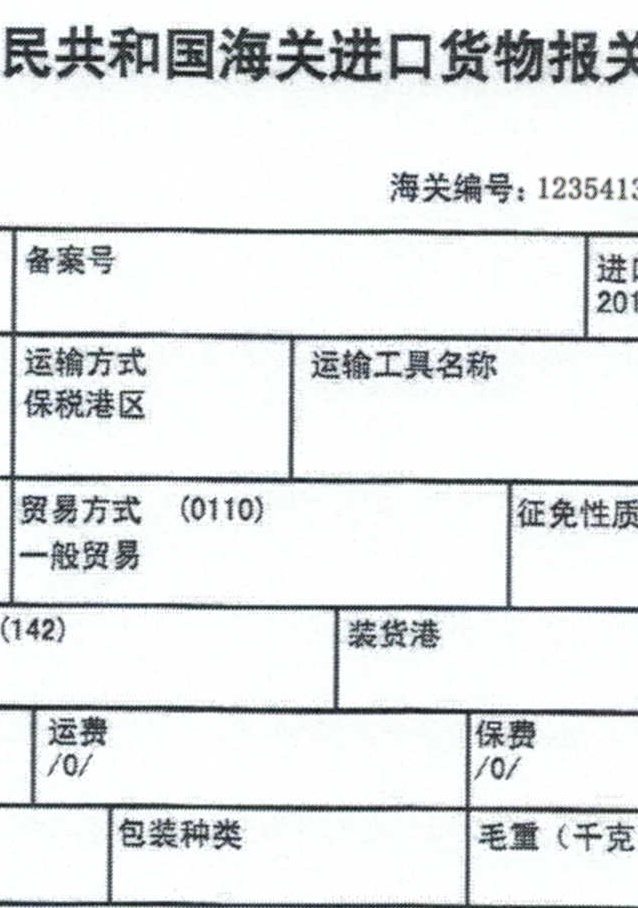 民共和国海关进口货物报关
海关编号：1235413
备案号
进口
201
运输方式
保税港区
运输工具名称
贸易方式 (0110)
一般贸易
征免性质
(142)
装货港
运费
/0/
保费
/0/
包装种类
毛重（千克